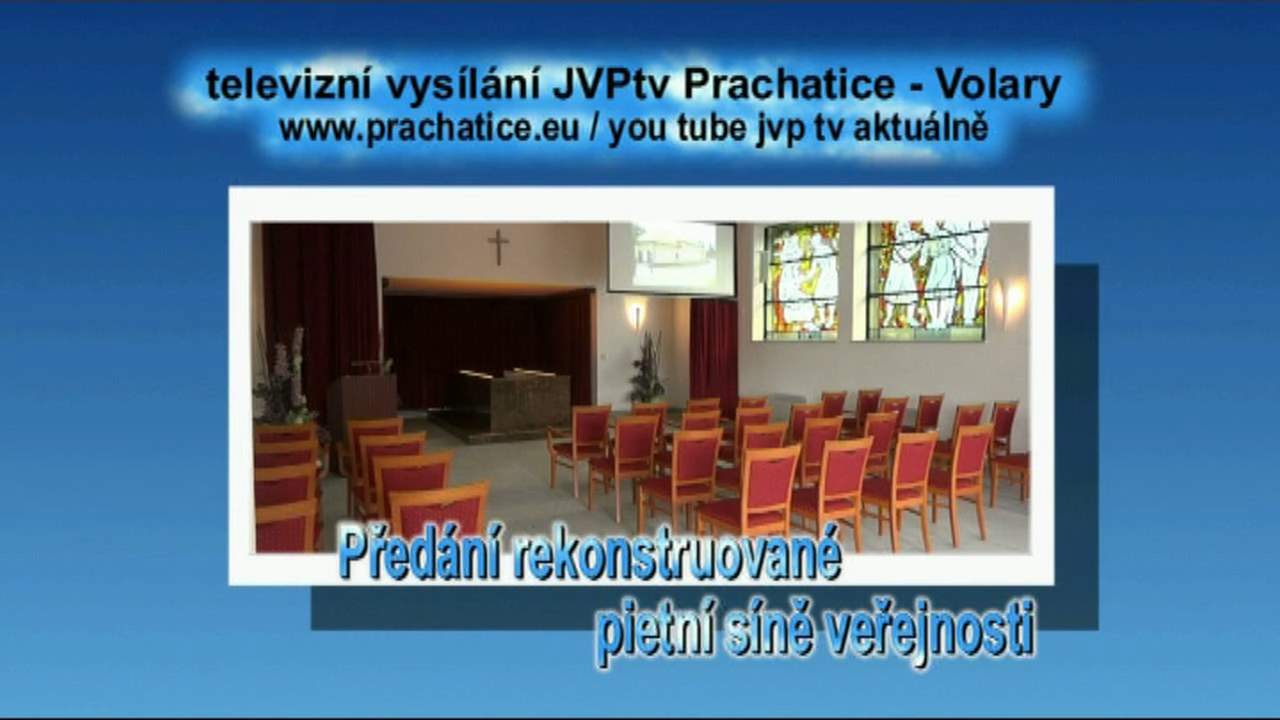 televizní vysílání JVPtv Prachatice - Volary
www.prachatice.eu / you tube jvp tv aktuálně
Předání rekonstruované
pietní síně veřejnosti